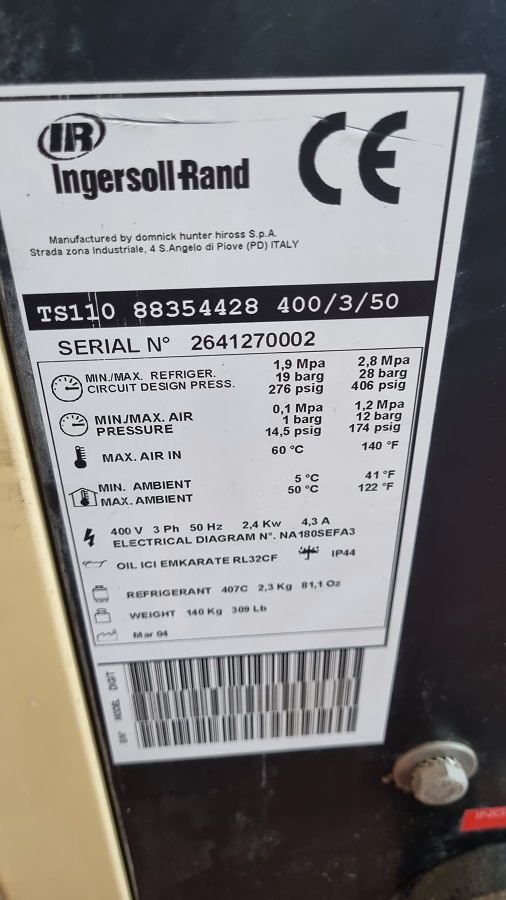 IR
Ingersoll-Rand
CE
Manufactured by domnick hunter hiross S.p.A.
Strada zona Industriale, 4 S.Angelo di Piove (PD) ITALY
TS110 88354428 400/3/50
SERIAL N° 2641270002
MIN./MAX. REFRIGER. 1,9 Mpa 2,8 Mpa
CIRCUIT DESIGN PRESS. 19 barg 28 barg
276 psig 406 psig
MIN./MAX. AIR 0,1 Mpa 1,2 Mpa
PRESSURE 1 barg 12 barg
14,5 psig 174 psig
MAX. AIR IN 60 °C 140 °F
MIN. AMBIENT 5 °C 41 °F
MAX. AMBIENT 50 °C 122 °F
400 V 3 Ph 50 Hz 2,4 Kw 4,3 A
ELECTRICAL DIAGRAM N°. NA180SEFA3
OIL ICI EMKARATE RL32CF IP44
REFRIGERANT 407C 2,3 Kg 81,1 Oz
WEIGHT 140 Kg 309 Lb
Mar 04
S/N° MODEL DIGIT